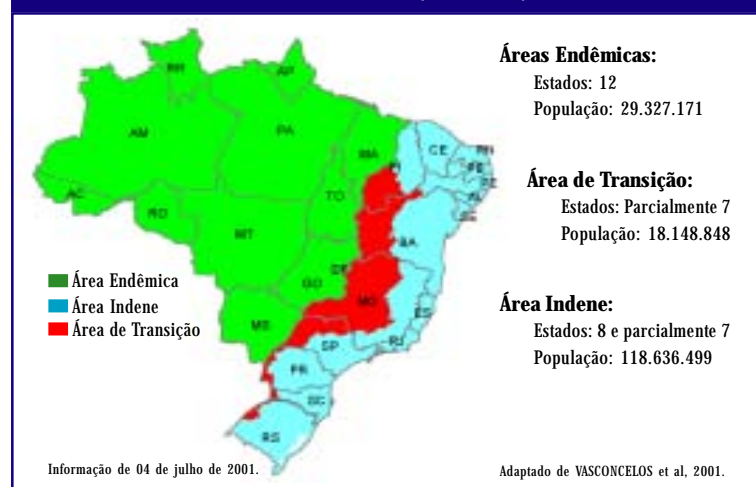 Áreas Endêmicas:
Estados: 12
População: 29.327.171
Área de Transição:
Estados: Parcialmente 7
População: 18.148.848
Área Indene:
Estados: 8 e parcialmente 7
População: 118.636.499
RR
AP
AM
PA
MA
CE
RN
PI
PE
AC
TO
AL
SE
RO
MT
BA
DF
GO
MG
MS
ES
SP
RJ
PR
SC
RS
Área Endêmica
Área Indene
Área de Transição
Informação de 04 de julho de 2001.
Adaptado de VASCONCELOS et al, 2001.